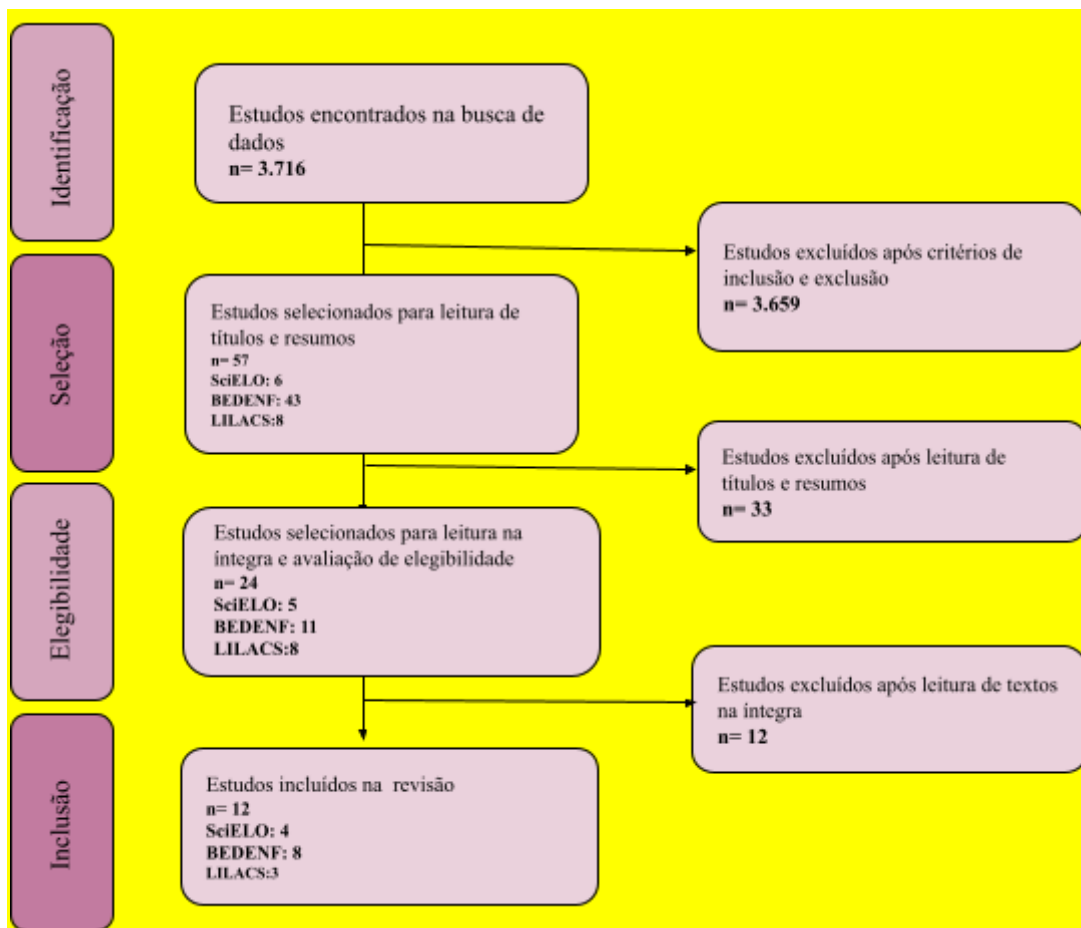 Identificação
Estudos encontrados na busca de
dados
n= 3.716
Estudos excluídos após critérios de
inclusão e exclusão
n= 3.659
Seleção
Estudos selecionados para leitura de
títulos e resumos
n= 57
SciELO: 6
BEDENF: 43
LILACS:8
Estudos excluídos após leitura de
títulos e resumos
n= 33
Elegibilidade
Estudos selecionados para leitura na
íntegra e avaliação de elegibilidade
n= 24
SciELO: 5
BEDENF: 11
LILACS:8
Estudos excluídos após leitura de textos
na íntegra
n= 12
Inclusão
Estudos incluídos na revisão
n= 12
SciELO: 4
BEDENF: 8
LILACS:3